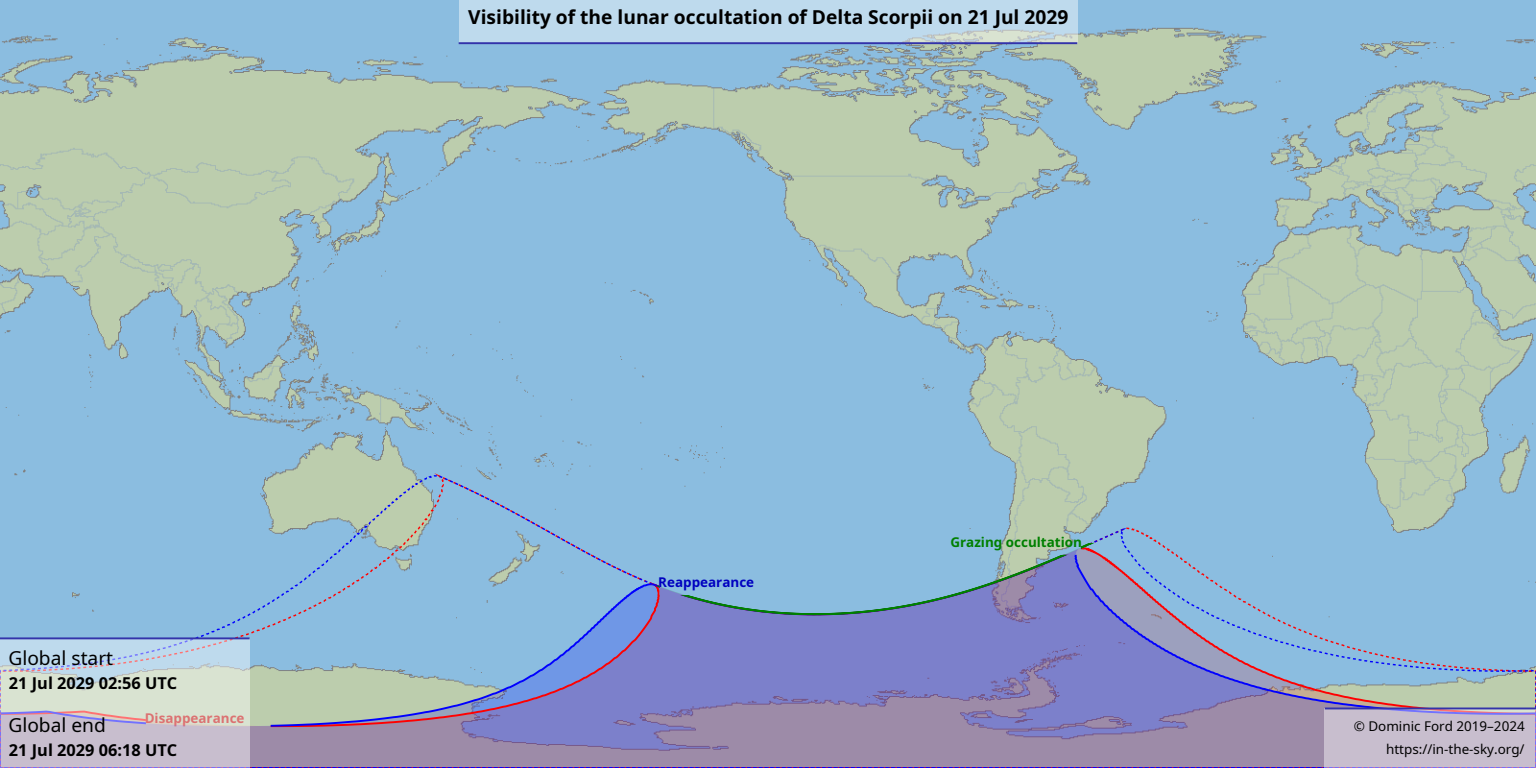 Visibility of the lunar occultation of Delta Scorpii on 21 Jul 2029
Grazing occultation
Reappearance
Global start
21 Jul 2029 02:56 UTC
Disappearance
Global end
21 Jul 2029 06:18 UTC
© Dominic Ford 2019–2024
https://in-the-sky.org/